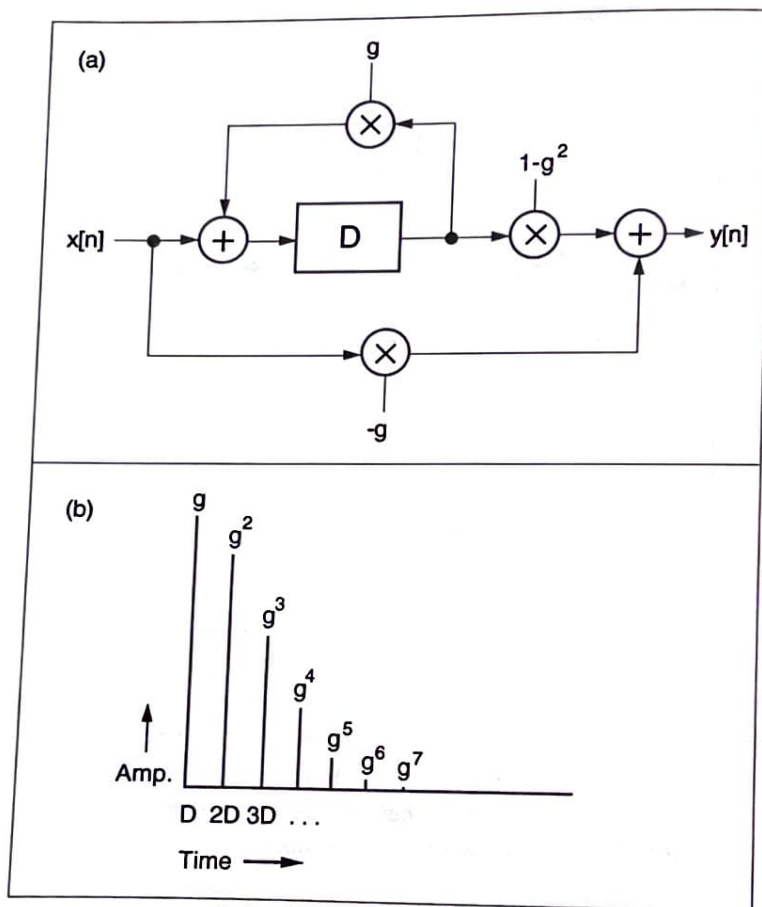 (a)
g
1-g²
x[n]
+
×
D
×
+
y[n]
×
-g
(b)
g
g²
g³
g⁴
g⁵
g⁶
g⁷
Amp.
D 2D 3D . . .
Time